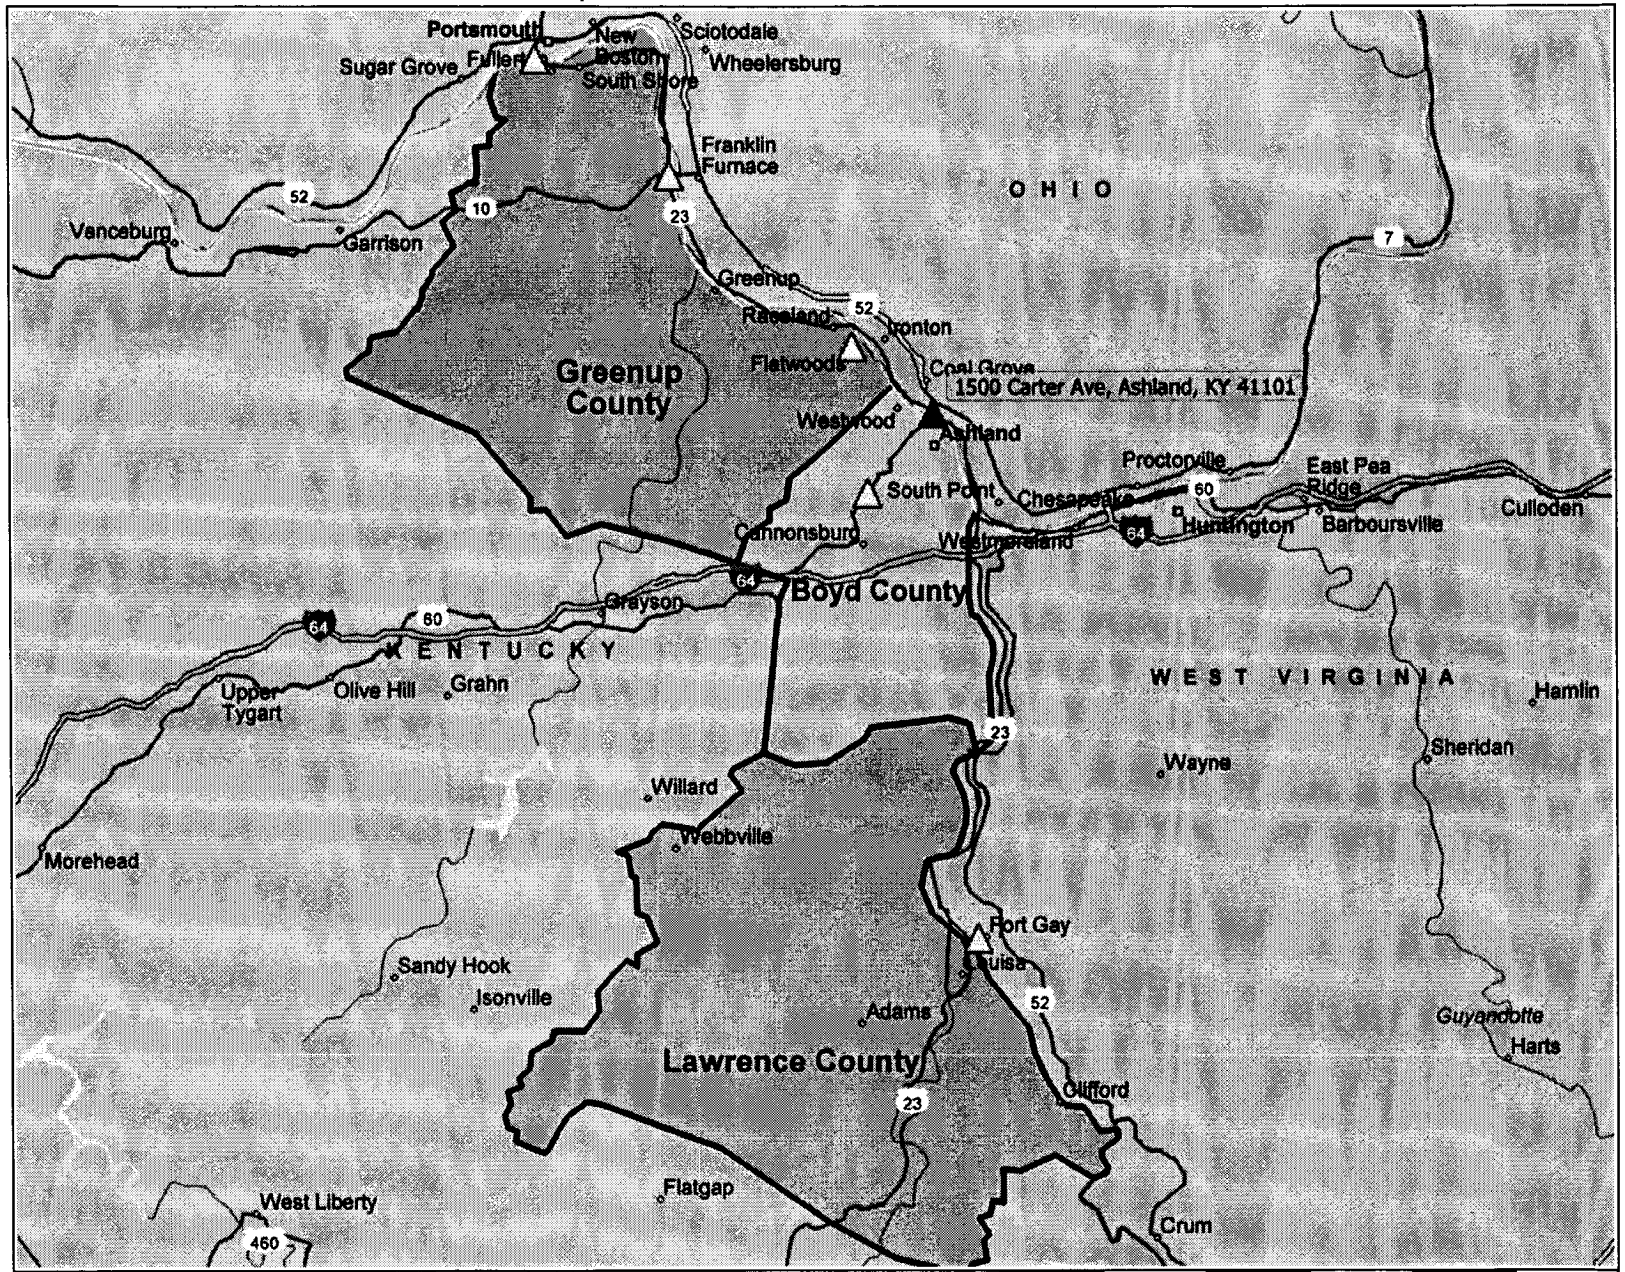 Portsmouth
New
Boston
Sciotodale
Wheelersburg
Sugar Grove
Fullert
South Shore
Franklin
Furnace
OHIO
52
10
23
7
Vanceburg
Garrison
Greenup
52
Raceland
Ironton
Flatwoods
Coal Grove
Greenup
County
1500 Carter Ave, Ashland, KY 41101
Westwood
Ashland
Proctorville
East Pea
Ridge
South Point
Chesapeake
60
Culloden
Cannonsburg
Westmoreland
64
Huntington
Barboursville
64
Boyd County
Grayson
64
60
KENTUCKY
WEST VIRGINIA
Upper
Tygart
Olive Hill
Grahn
Hamlin
23
Sheridan
Wayne
Willard
Webbville
Morehead
Fort Gay
Louisa
Sandy Hook
Isonville
52
Adams
Guyandotte
Harts
Lawrence County
23
Clifford
Flatgap
West Liberty
Crum
460